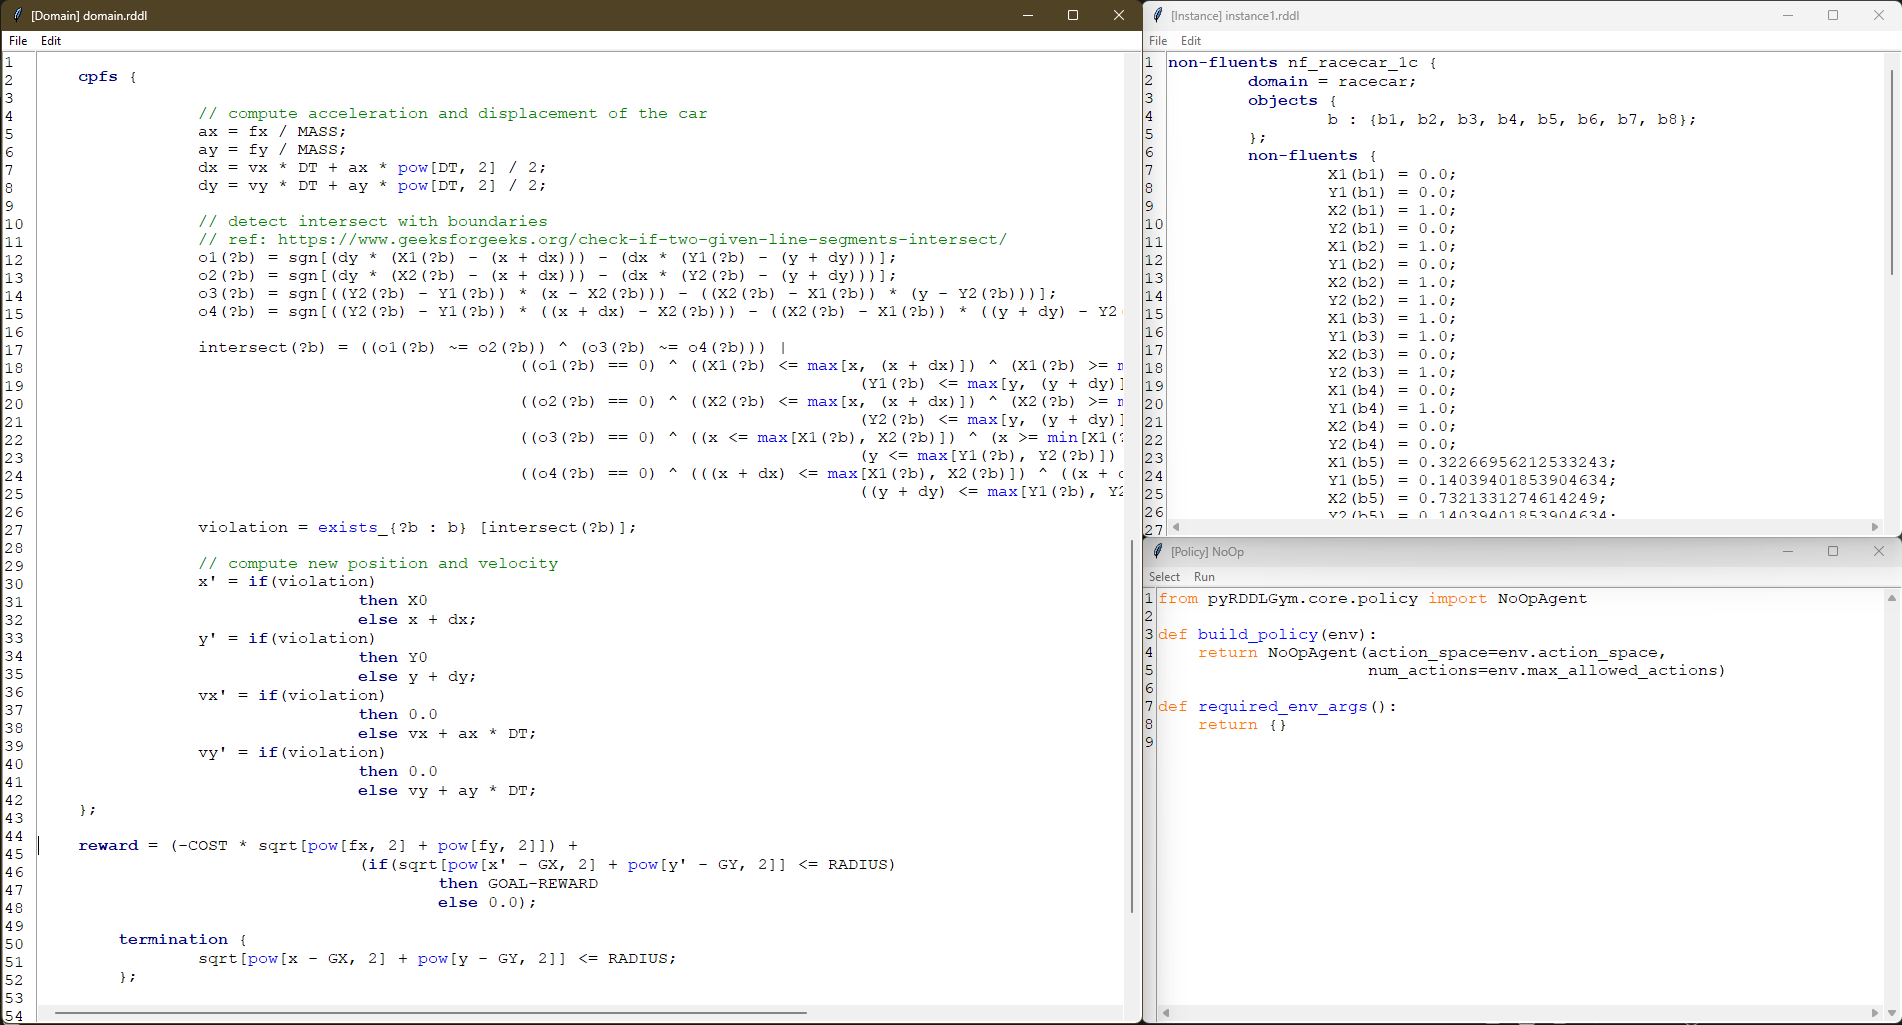 [Domain] domain.rddl
File Edit
1
2 cpfs {
3
4 // compute acceleration and displacement of the car
5 ax = fx / MASS;
6 ay = fy / MASS;
7 dx = vx * DT + ax * pow[DT, 2] / 2;
8 dy = vy * DT + ay * pow[DT, 2] / 2;
9
10 // detect intersect with boundaries
11 // ref: https://www.geeksforgeeks.org/check-if-two-given-line-segments-intersect/
12 o1(?b) = sgn[(dy * (X1(?b) - (x + dx))) - (dx * (Y1(?b) - (y + dy)))];
13 o2(?b) = sgn[(dy * (X2(?b) - (x + dx))) - (dx * (Y2(?b) - (y + dy)))];
14 o3(?b) = sgn[((Y2(?b) - Y1(?b)) * (x - X2(?b))) - ((X2(?b) - X1(?b)) * (y - Y2(?b)))];
15 o4(?b) = sgn[((Y2(?b) - Y1(?b)) * ((x + dx) - X2(?b))) - ((X2(?b) - X1(?b)) * ((y + dy) - Y2(
16
17 intersect(?b) = ((o1(?b) ~= o2(?b)) ^ (o3(?b) ~= o4(?b))) |
18 ((o1(?b) == 0) ^ ((X1(?b) <= max[x, (x + dx)]) ^ (X1(?b) >=
19 (Y1(?b) <= max[y, (y + dy)]
20 ((o2(?b) == 0) ^ ((X2(?b) <= max[x, (x + dx)]) ^ (X2(?b) >=
21 (Y2(?b) <= max[y, (y + dy)]
22 ((o3(?b) == 0) ^ ((x <= max[X1(?b), X2(?b)]) ^ (x >= min[X1(?
23 (y <= max[Y1(?b), Y2(?b)])
24 ((o4(?b) == 0) ^ (((x + dx) <= max[X1(?b), X2(?b)]) ^ ((x +
25 ((y + dy) <= max[Y1(?b), Y2
26
27 violation = exists_{?b : b} [intersect(?b)];
28
29 // compute new position and velocity
30 x' = if(violation)
31 then X0
32 else x + dx;
33 y' = if(violation)
34 then Y0
35 else y + dy;
36 vx' = if(violation)
37 then 0.0
38 else vx + ax * DT;
39 vy' = if(violation)
40 then 0.0
41 else vy + ay * DT;
42 };
43
44
45 reward = (-COST * sqrt[pow[fx, 2] + pow[fy, 2]]) +
46 (if(sqrt[pow[x' - GX, 2] + pow[y' - GY, 2]] <= RADIUS)
47 then GOAL-REWARD
48 else 0.0);
49
50 termination {
51 sqrt[pow[x - GX, 2] + pow[y - GY, 2]] <= RADIUS;
52 };
53
54
[Instance] instance1.rddl
File Edit
1 non-fluents nf_racecar_1c {
2 domain = racecar;
3 objects {
4 b : {b1, b2, b3, b4, b5, b6, b7, b8};
5 };
6 non-fluents {
7 X1(b1) = 0.0;
8 Y1(b1) = 0.0;
9 X2(b1) = 1.0;
10 Y2(b1) = 0.0;
11 X1(b2) = 1.0;
12 Y1(b2) = 0.0;
13 X2(b2) = 1.0;
14 Y2(b2) = 1.0;
15 X1(b3) = 1.0;
16 Y1(b3) = 1.0;
17 X2(b3) = 0.0;
18 Y2(b3) = 1.0;
19 X1(b4) = 0.0;
20 Y1(b4) = 1.0;
21 X2(b4) = 0.0;
22 Y2(b4) = 0.0;
23 X1(b5) = 0.32266956212533243;
24 Y1(b5) = 0.14039401853904634;
25 X2(b5) = 0.7321331274614249;
26 Y2(b5) = 0.14039401853904634;
27
[Policy] NoOp
Select Run
1 from pyRDDLGym.core.policy import NoOpAgent
2
3 def build_policy(env):
4 return NoOpAgent(action_space=env.action_space,
5 num_actions=env.max_allowed_actions)
6
7 def required_env_args():
8 return {}
9